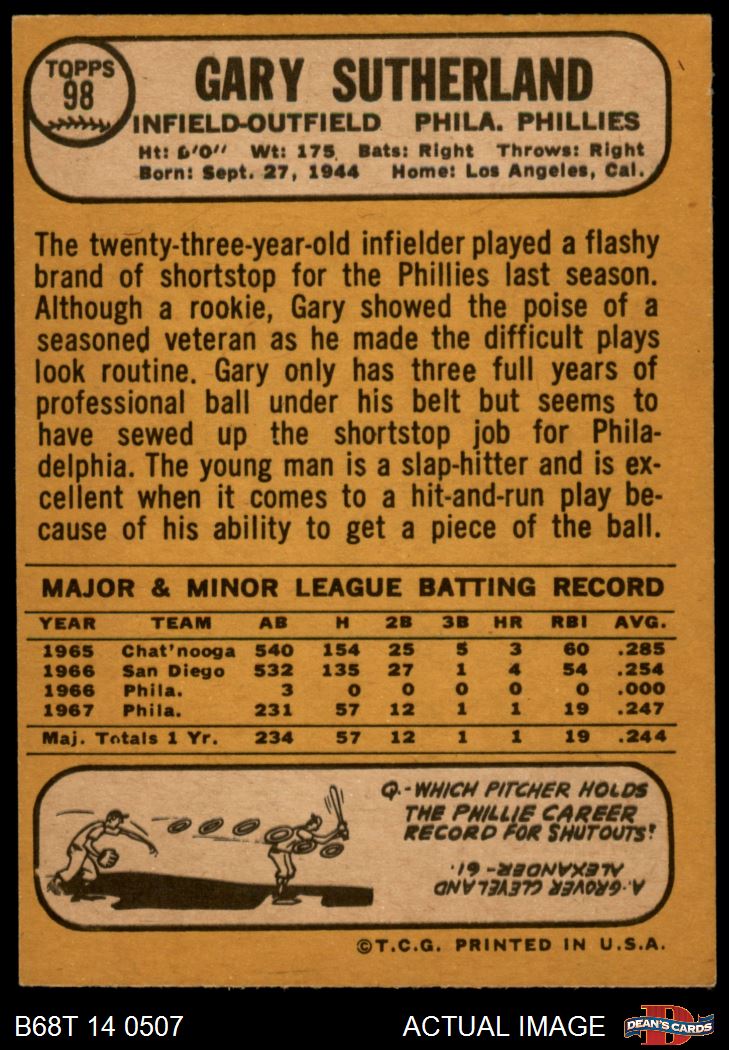 TOPPS
98
GARY SUTHERLAND
INFIELD-OUTFIELD PHILA. PHILLIES
Ht: 6'0" Wt: 175 Bats: Right Throws: Right
Born: Sept. 27, 1944 Home: Los Angeles, Cal.
The twenty-three-year-old infielder played a flashy
brand of shortstop for the Phillies last season.
Although a rookie, Gary showed the poise of a
seasoned veteran as he made the difficult plays
look routine. Gary only has three full years of
professional ball under his belt but seems to
have sewed up the shortstop job for Phila-
delphia. The young man is a slap-hitter and is ex-
cellent when it comes to a hit-and-run play be-
cause of his ability to get a piece of the ball.
MAJOR & MINOR LEAGUE BATTING RECORD
YEAR TEAM AB H 2B 3B HR RBI AVG.
1965 Chat'nooga 540 154 25 5 3 60 .285
1966 San Diego 532 135 27 1 4 54 .254
1966 Phila. 3 0 0 0 0 0 .000
1967 Phila. 231 57 12 1 1 19 .247
Maj. Totals 1 Yr. 234 57 12 1 1 19 .244
Q.-WHICH PITCHER HOLDS
THE PHILLIE CAREER
RECORD FOR SHUTOUTS?
A-GROVER CLEVELAND
ALEXANDER-61.
©T.C.G. PRINTED IN U.S.A.
B68T 14 0507 ACTUAL IMAGE
D
DEAN'S CARDS